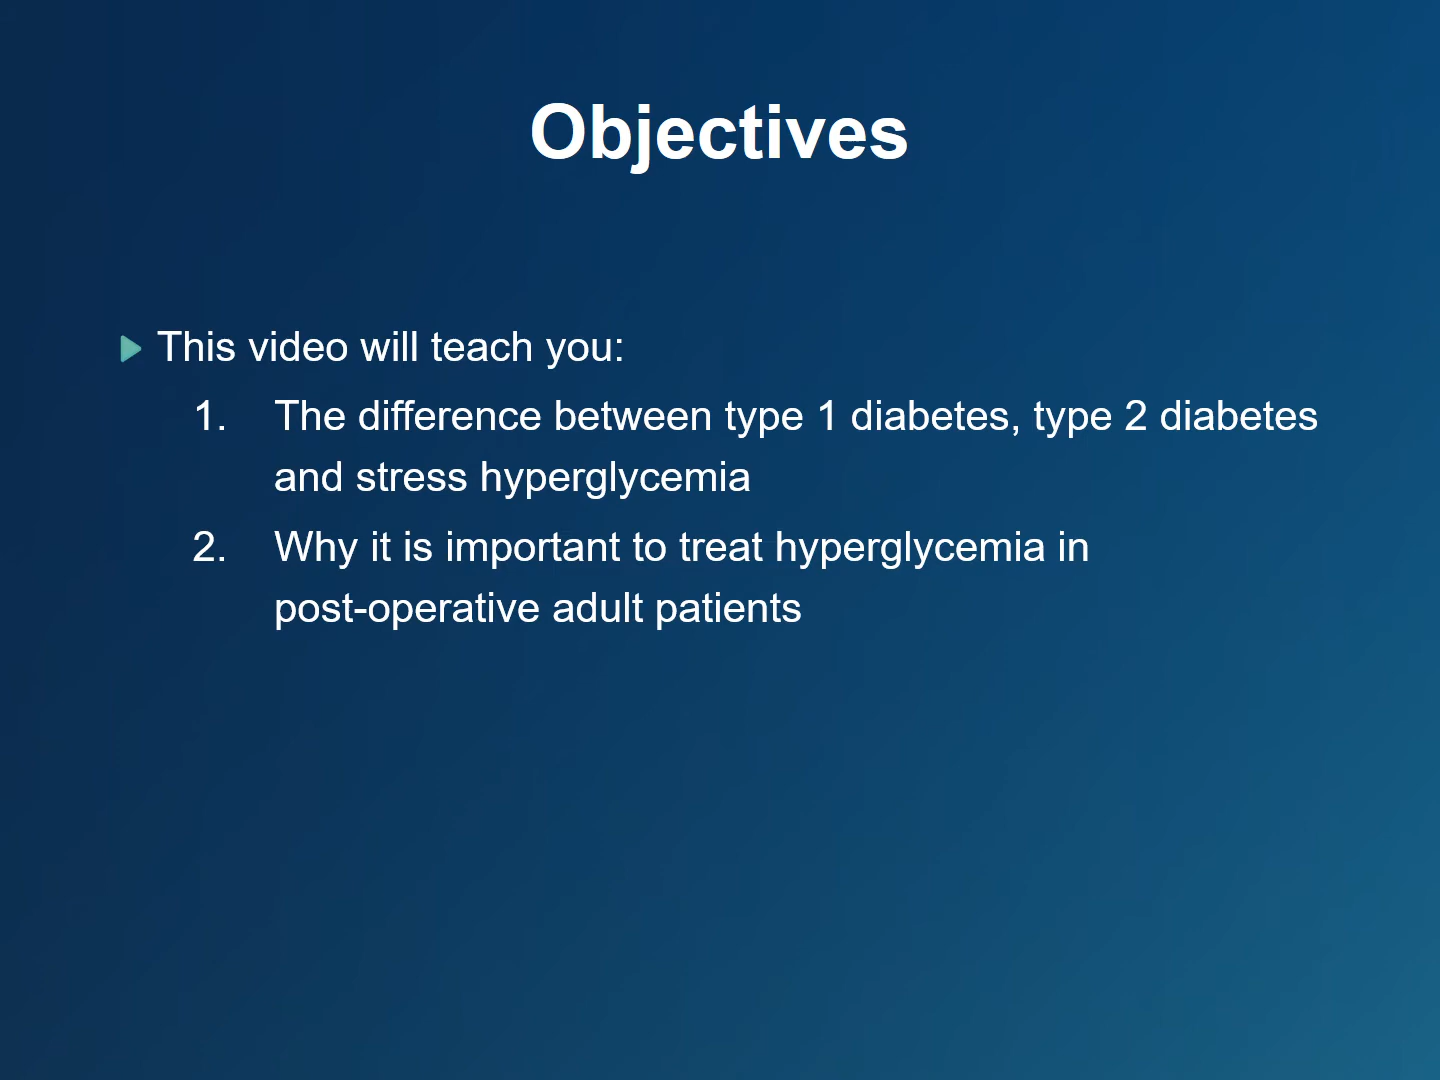 Objectives
This video will teach you:
1. The difference between type 1 diabetes, type 2 diabetes
and stress hyperglycemia
2. Why it is important to treat hyperglycemia in
post-operative adult patients